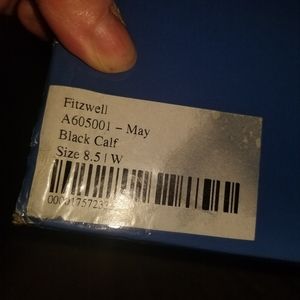 Fitzwell
A605001 – May
Black Calf
Size 8.5 | W